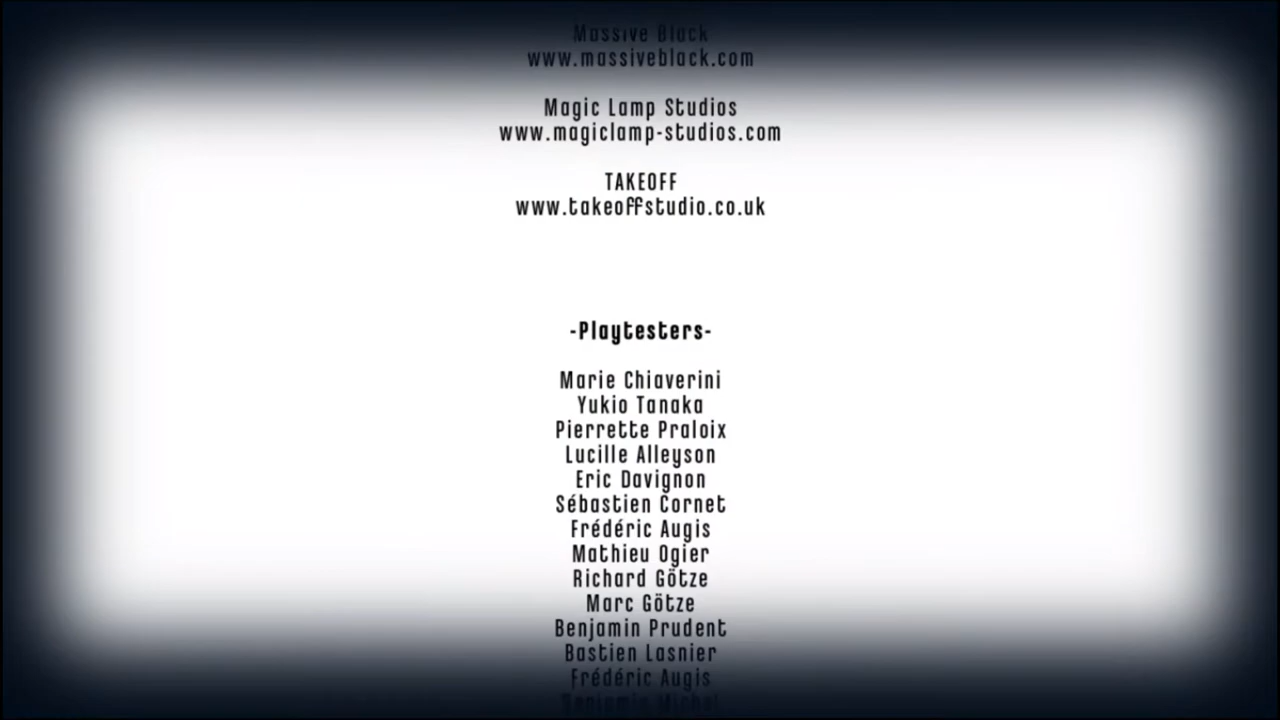 Massive Black
www.massiveblack.com
Magic Lamp Studios
www.magiclamp-studios.com
TAKEOFF
www.takeoffstudio.co.uk
-Playtesters-
Marie Chiaverini
Yukio Tanaka
Pierrette Praloix
Lucille Alleyson
Eric Davignon
Sébastien Cornet
Frédéric Augis
Mathieu Ogier
Richard Götze
Marc Götze
Benjamin Prudent
Bastien Lasnier
Frédéric Augis
Benjamin